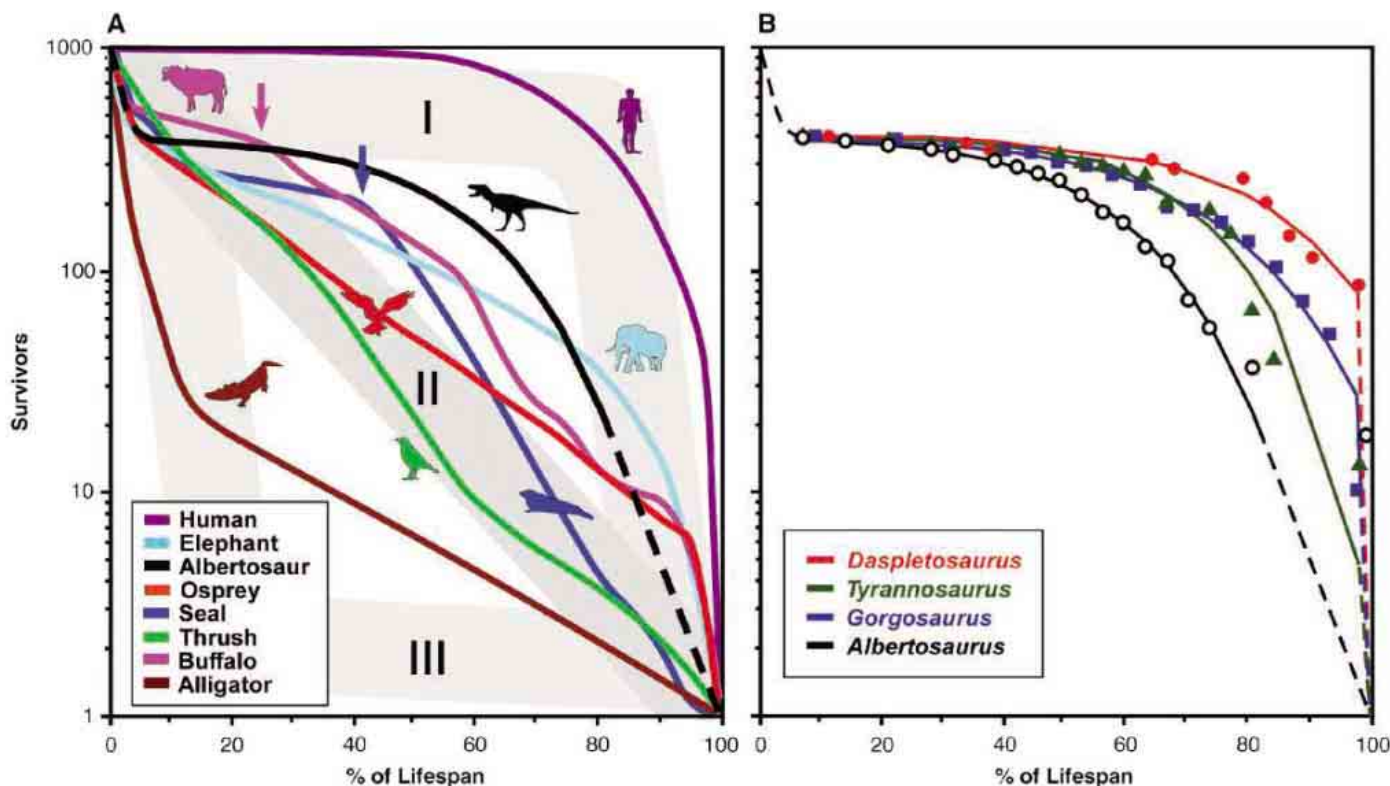 A
1000
100
10
1
Survivors
I
II
III
Human
Elephant
Albertosaur
Osprey
Seal
Thrush
Buffalo
Alligator
0 20 40 60 80 100
% of Lifespan
B
Daspletosaurus
Tyrannosaurus
Gorgosaurus
Albertosaurus
0 20 40 60 80 100
% of Lifespan